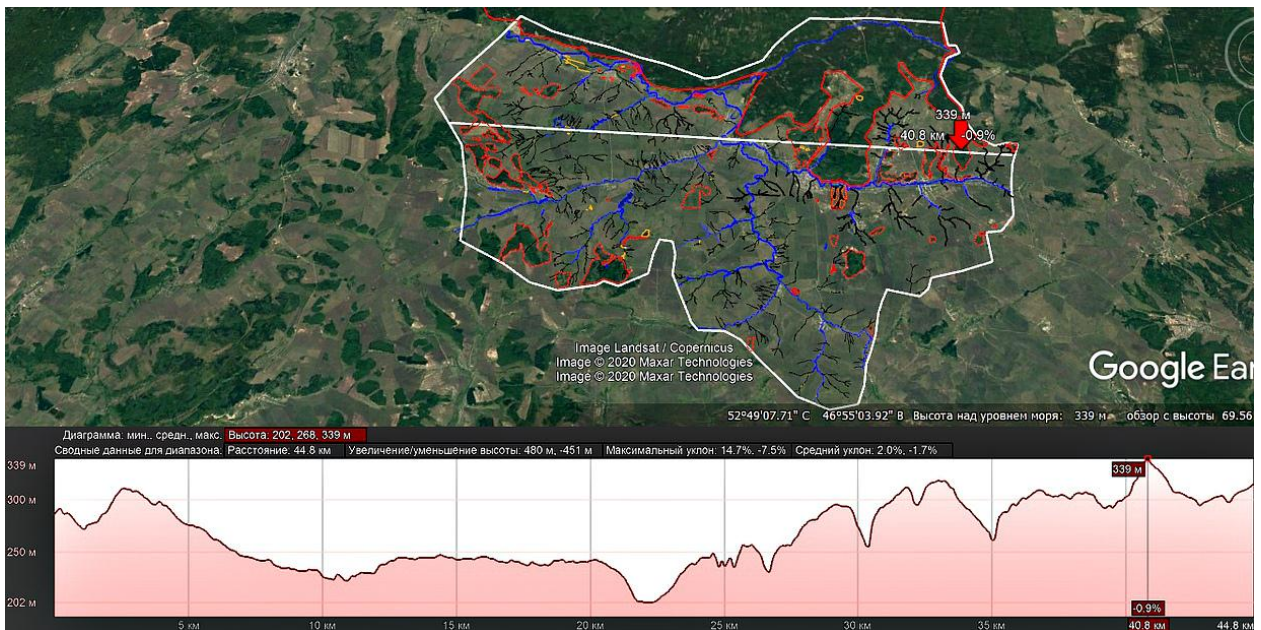 339 м
40.8 км -0.9%
Image Landsat / Copernicus
Image © 2020 Maxar Technologies
Image © 2020 Maxar Technologies
Google Ear
52°49'07.71" С 46°55'03.92" В Высота над уровнем моря: 339 м обзор с высоты 69.56
Диаграмма: мин., средн., макс. Высота: 202, 268, 339 м
Сводные данные для диапазона: Расстояние: 44.8 км Увеличение/уменьшение высоты: 480 м, -451 м Максимальный уклон: 14.7%, -7.5% Средний уклон: 2.0%, -1.7%
339 м
339 м
300 м
250 м
202 м
-0.9%
5 км 10 км 15 км 20 км 25 км 30 км 35 км 40.8 км 44.8 км